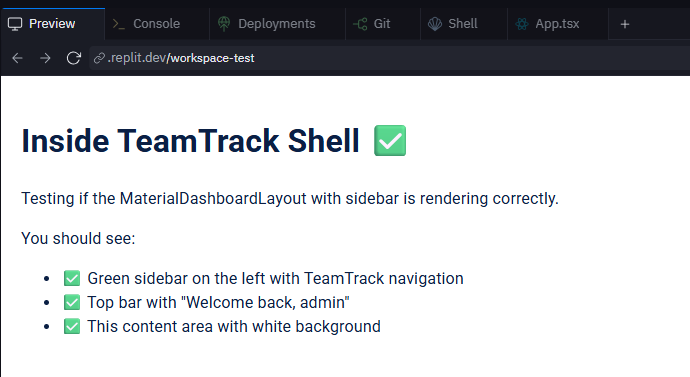 Preview Console Deployments Git Shell App.tsx
.replit.dev/workspace-test
Inside TeamTrack Shell ✅
Testing if the MaterialDashboardLayout with sidebar is rendering correctly.
You should see:
• ✅ Green sidebar on the left with TeamTrack navigation
• ✅ Top bar with "Welcome back, admin"
• ✅ This content area with white background